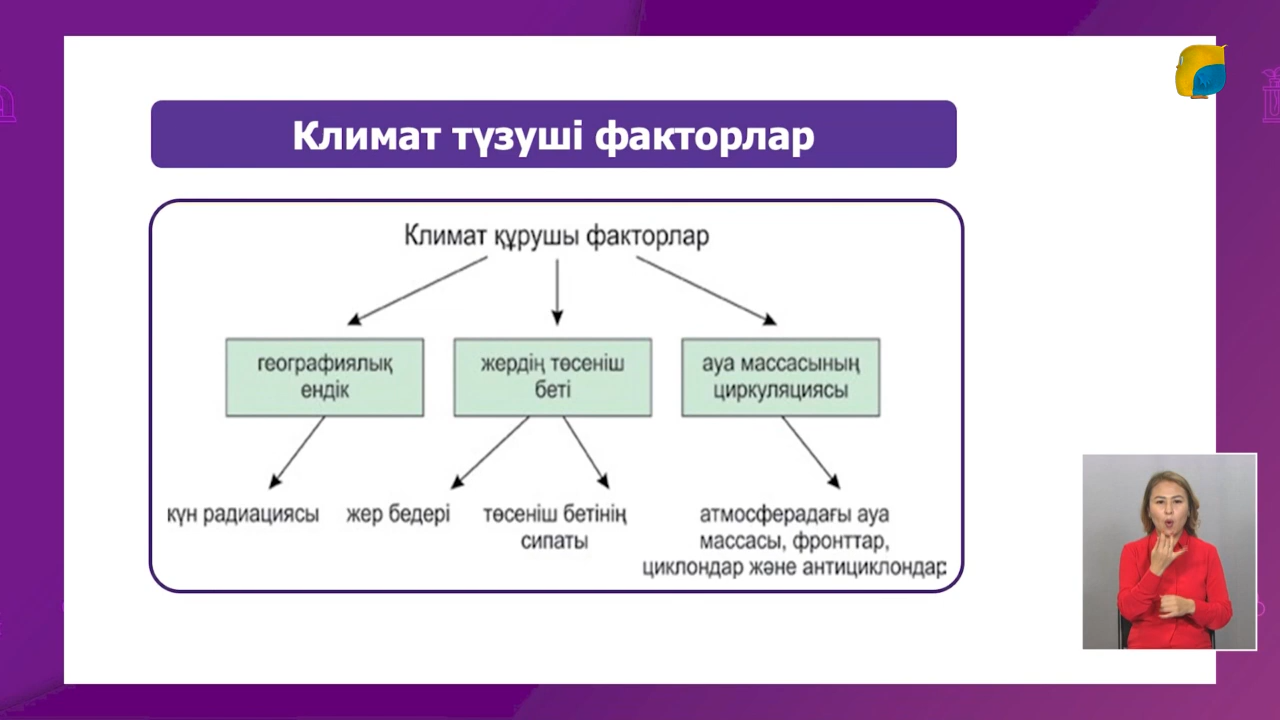 Климат түзуші факторлар
Климат құрушы факторлар
географиялық
ендік
жердің төсеніш
беті
ауа массасының
циркуляциясы
күн радиациясы
жер бедері
төсеніш бетінің
сипаты
атмосферадағы ауа
массасы, фронттар,
циклондар және антициклондар